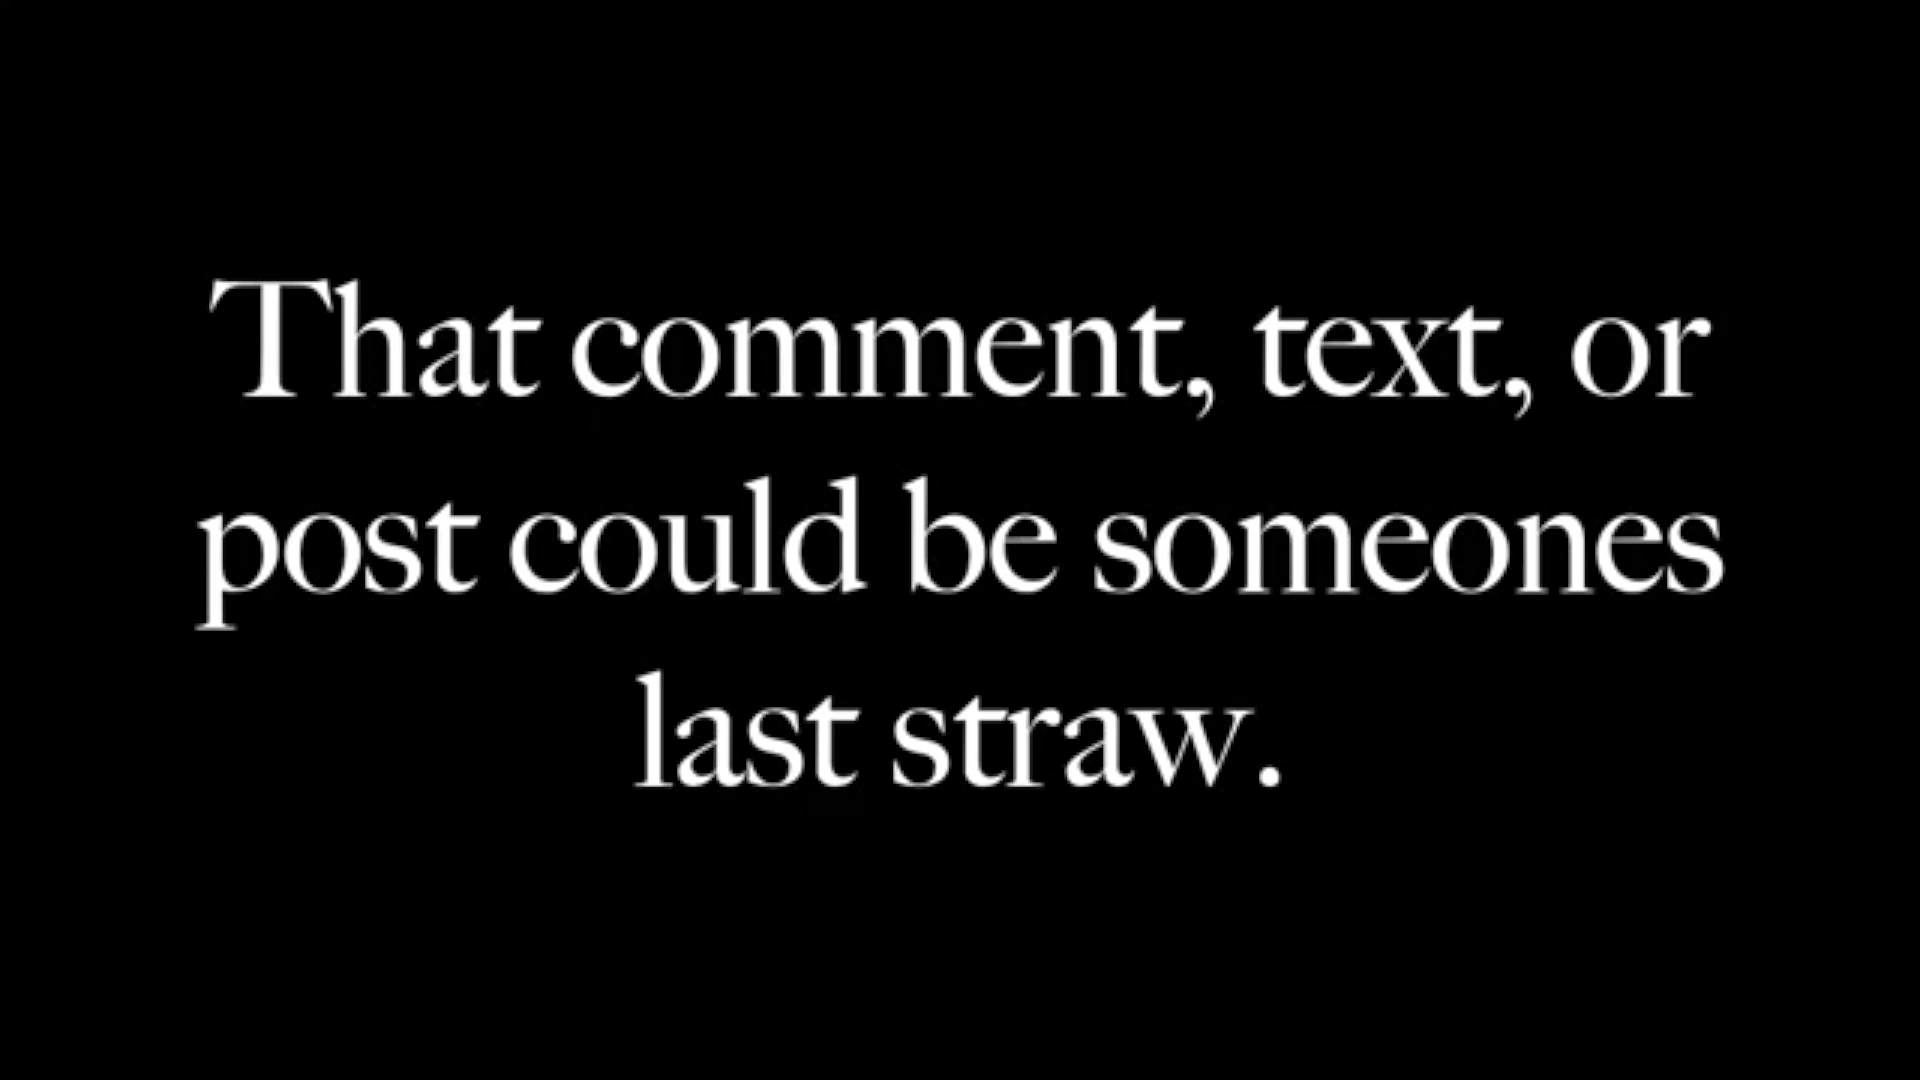 That comment, text, or
post could be someones
last straw.